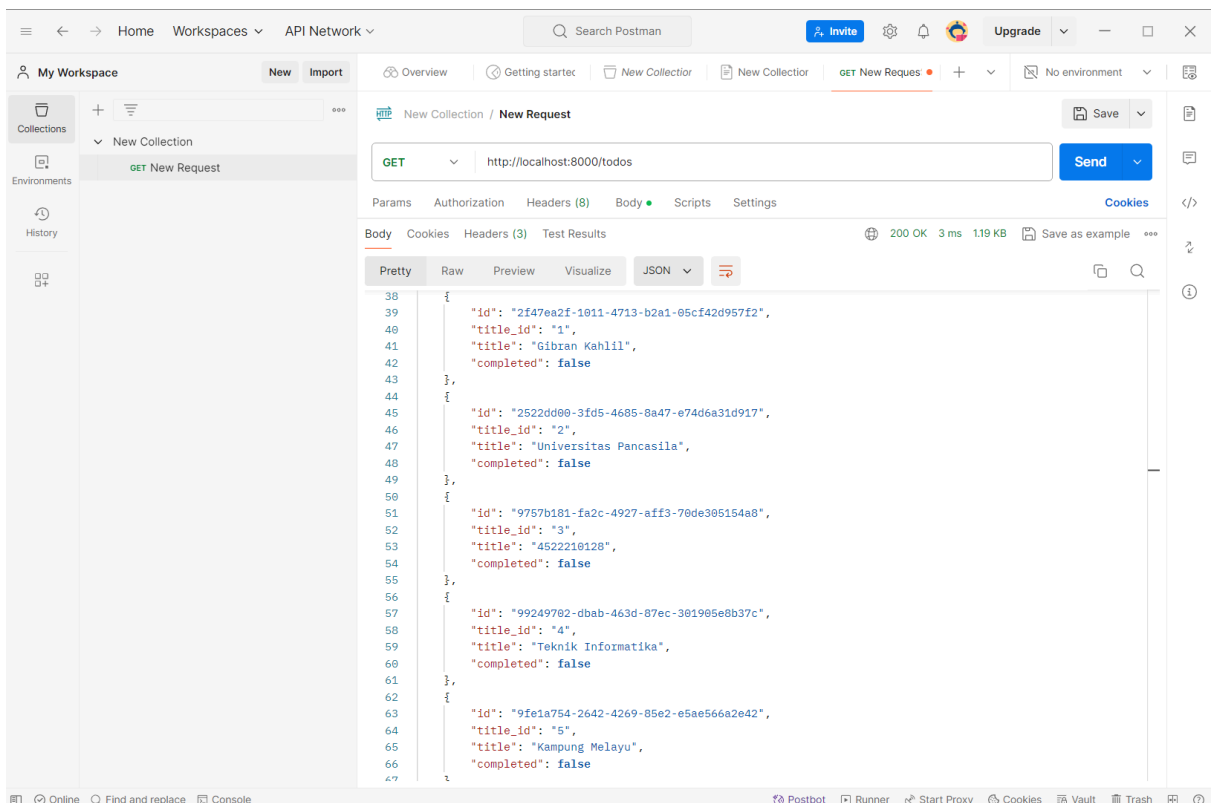 Home Workspaces API Network Search Postman Invite Upgrade
My Workspace New Import Overview Getting started New Collection New Collection GET New Reques No environment
Collections
Environments
History
New Collection
GET New Request
HTTP New Collection / New Request Save
GET http://localhost:8000/todos Send
Params Authorization Headers (8) Body Scripts Settings Cookies
Body Cookies Headers (3) Test Results 200 OK 3 ms 1.19 KB Save as example
Pretty Raw Preview Visualize JSON
38 {
39 "id": "2f47ea2f-1011-4713-b2a1-05cf42d957f2",
40 "title_id": "1",
41 "title": "Gibran Kahlil",
42 "completed": false
43 },
44 {
45 "id": "2522dd00-3fd5-4685-8a47-e74d6a31d917",
46 "title_id": "2",
47 "title": "Universitas Pancasila",
48 "completed": false
49 },
50 {
51 "id": "9757b181-fa2c-4927-aff3-70de305154a8",
52 "title_id": "3",
53 "title": "4522210128",
54 "completed": false
55 },
56 {
57 "id": "99249702-dbab-463d-87ec-301905e8b37c",
58 "title_id": "4",
59 "title": "Teknik Informatika",
60 "completed": false
61 },
62 {
63 "id": "9fe1a754-2642-4269-85e2-e5ae566a2e42",
64 "title_id": "5",
65 "title": "Kampung Melayu",
66 "completed": false
67 }
Online Find and replace Console Postbot Runner Start Proxy Cookies Vault Trash